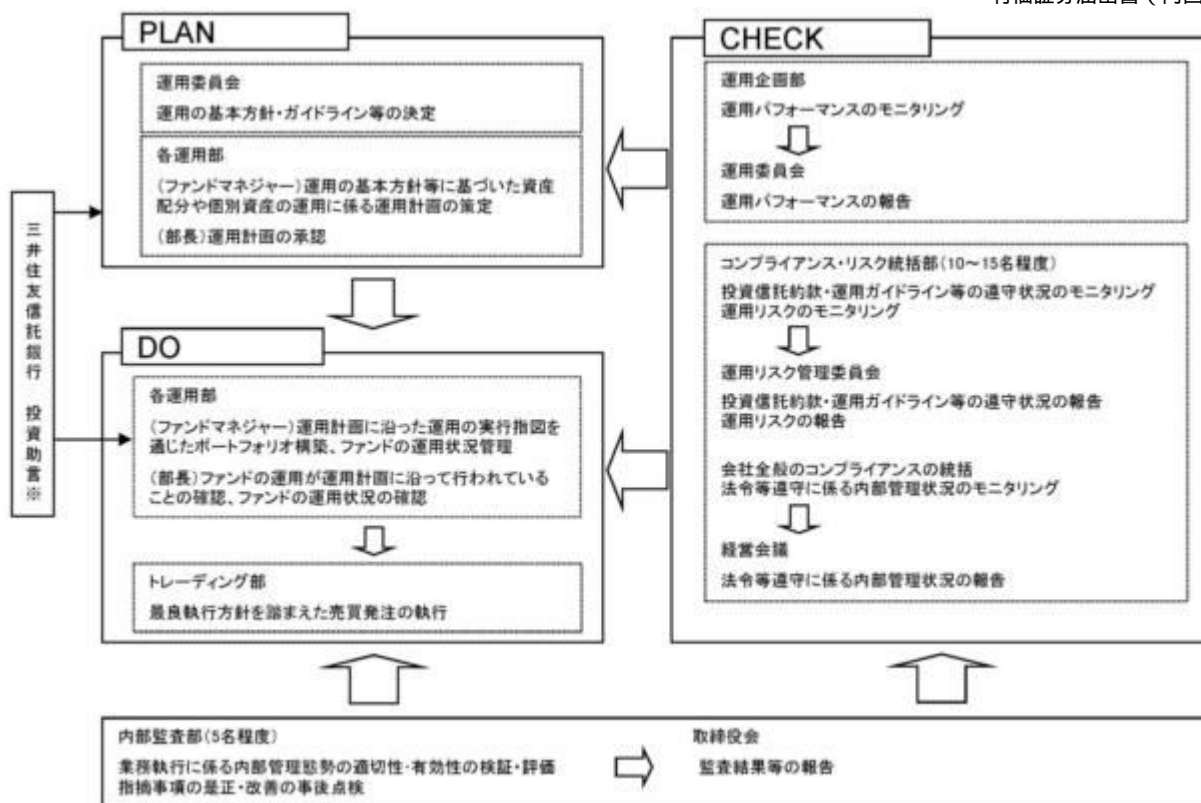 PLAN
運用委員会
運用の基本方針・ガイドライン等の決定
各運用部
(ファンドマネジャー)運用の基本方針等に基づいた資産
配分や個別資産の運用に係る運用計画の策定
(部長)運用計画の承認
三井住友信託銀行 投資助言※
DO
各運用部
(ファンドマネジャー)運用計画に沿った運用の実行指図を
通じたポートフォリオ構築、ファンドの運用状況管理
(部長)ファンドの運用が運用計画に沿って行われている
ことの確認、ファンドの運用状況の確認
トレーディング部
最良執行方針を踏まえた売買発注の執行
CHECK
運用企画部
運用パフォーマンスのモニタリング
運用委員会
運用パフォーマンスの報告
コンプライアンス・リスク統括部(10～15名程度)
投資信託約款・運用ガイドライン等の遵守状況のモニタリング
運用リスクのモニタリング
運用リスク管理委員会
投資信託約款・運用ガイドライン等の遵守状況の報告
運用リスクの報告
会社全般のコンプライアンスの統括
法令等遵守に係る内部管理状況のモニタリング
経営会議
法令等遵守に係る内部管理状況の報告
内部監査部(5名程度)
業務執行に係る内部管理態勢の適切性・有効性の検証・評価
指摘事項の是正・改善の事後点検
取締役会
監査結果等の報告